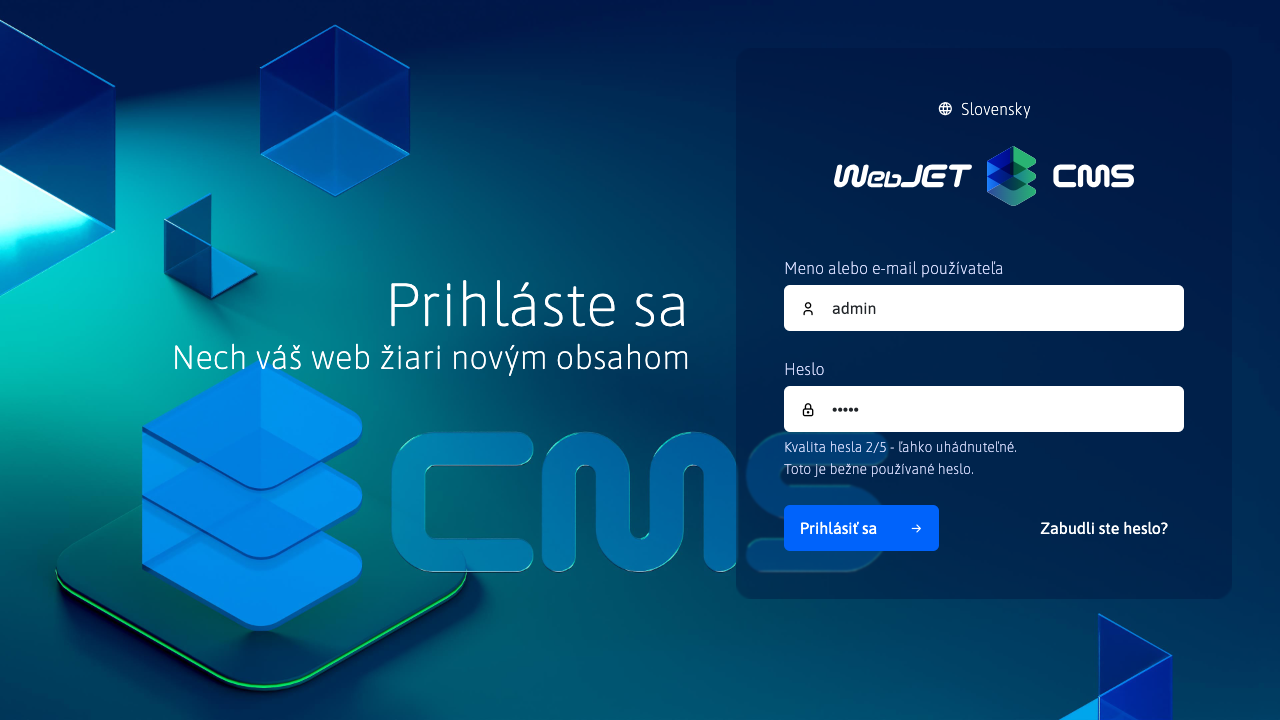 Prihláste sa
Nech váš web žiari novým obsahom
CMS
Slovensky
WebJET CMS
Meno alebo e-mail používateľa
admin
Heslo
•••••
Kvalita hesla 2/5 - ľahko uhádnuteľné.
Toto je bežne používané heslo.
Prihlásiť sa
Zabudli ste heslo?